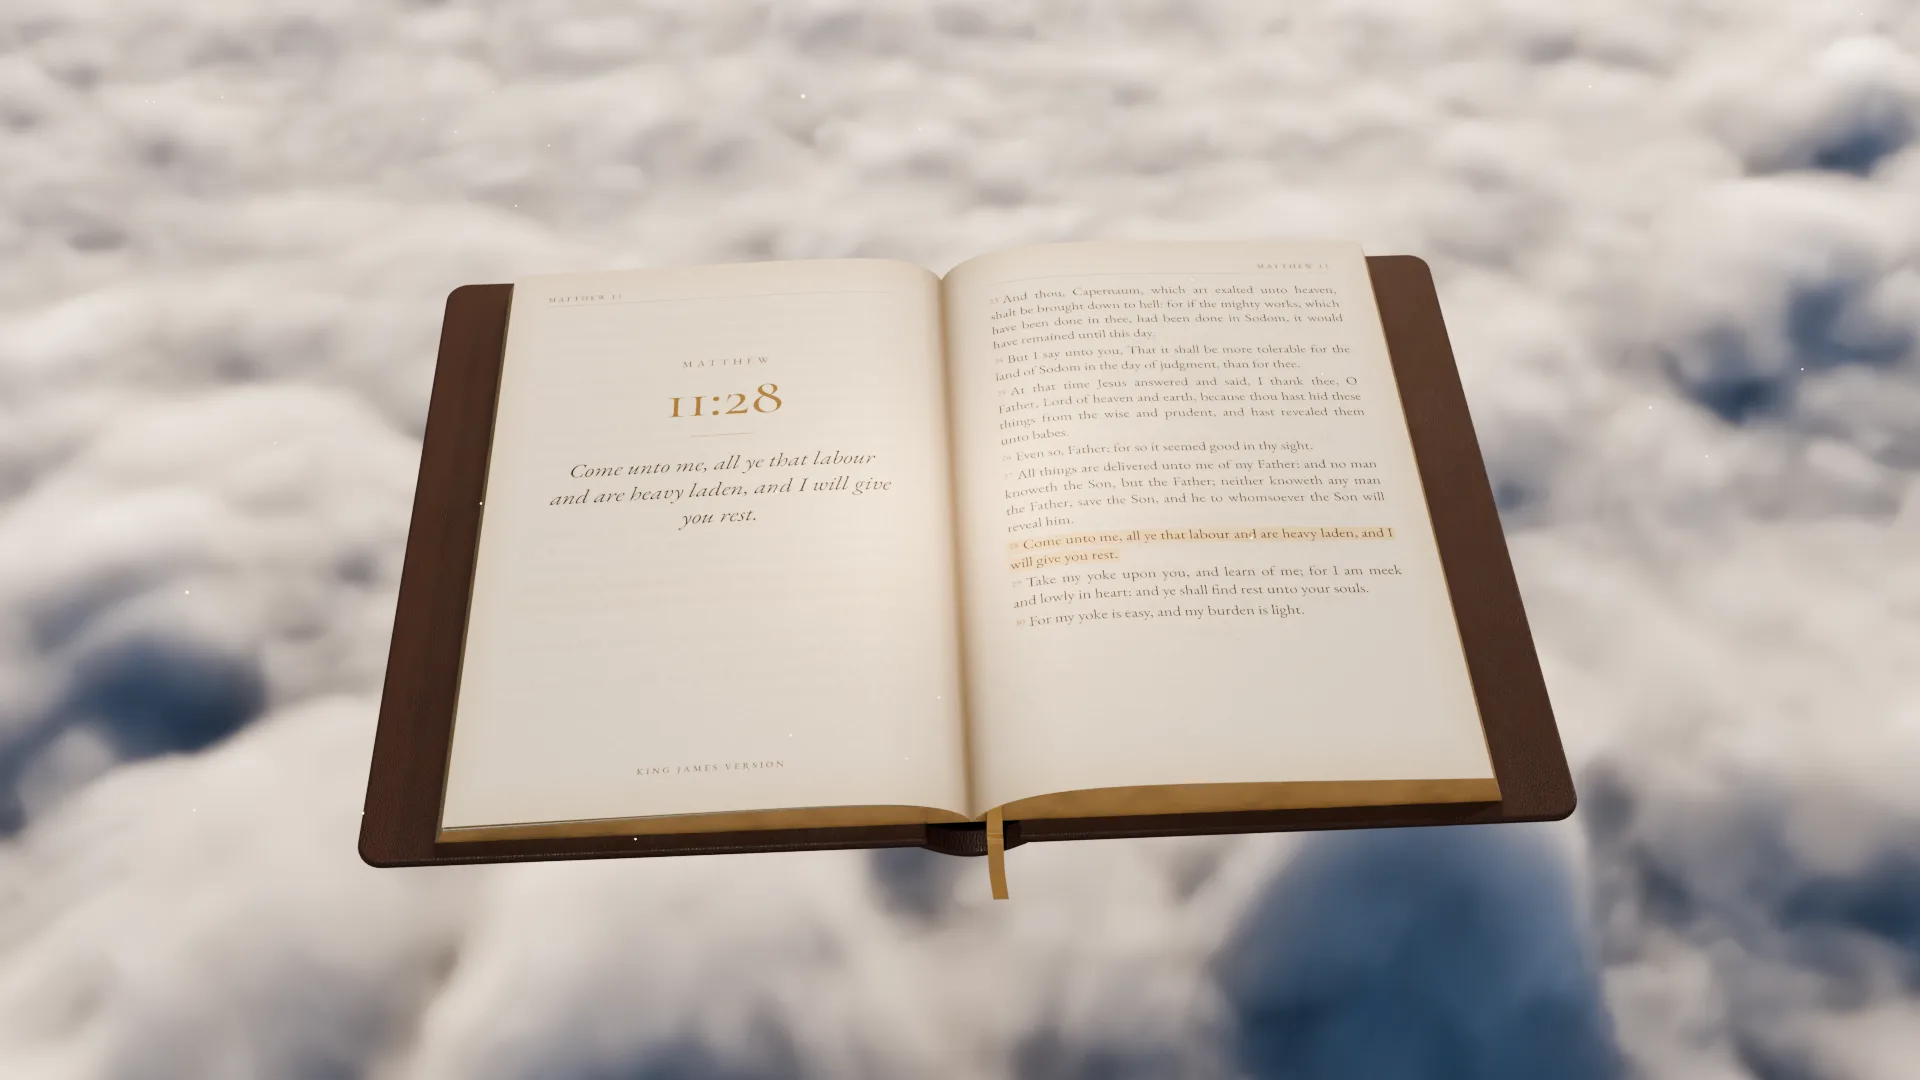 MATTHEW 11
MATTHEW
11:28
Come unto me, all ye that labour
and are heavy laden, and I will give
you rest.
KING JAMES VERSION
MATTHEW 11
23 And thou, Capernaum, which art exalted unto heaven,
shalt be brought down to hell: for if the mighty works, which
have been done in thee, had been done in Sodom, it would
have remained until this day.
24 But I say unto you, That it shall be more tolerable for the
land of Sodom in the day of judgment, than for thee.
25 At that time Jesus answered and said, I thank thee, O
Father, Lord of heaven and earth, because thou hast hid these
things from the wise and prudent, and hast revealed them
unto babes.
26 Even so, Father: for so it seemed good in thy sight.
27 All things are delivered unto me of my Father: and no man
knoweth the Son, but the Father; neither knoweth any man
the Father, save the Son, and he to whomsoever the Son will
reveal him.
28 Come unto me, all ye that labour and are heavy laden, and I
will give you rest.
29 Take my yoke upon you, and learn of me; for I am meek
and lowly in heart: and ye shall find rest unto your souls.
30 For my yoke is easy, and my burden is light.